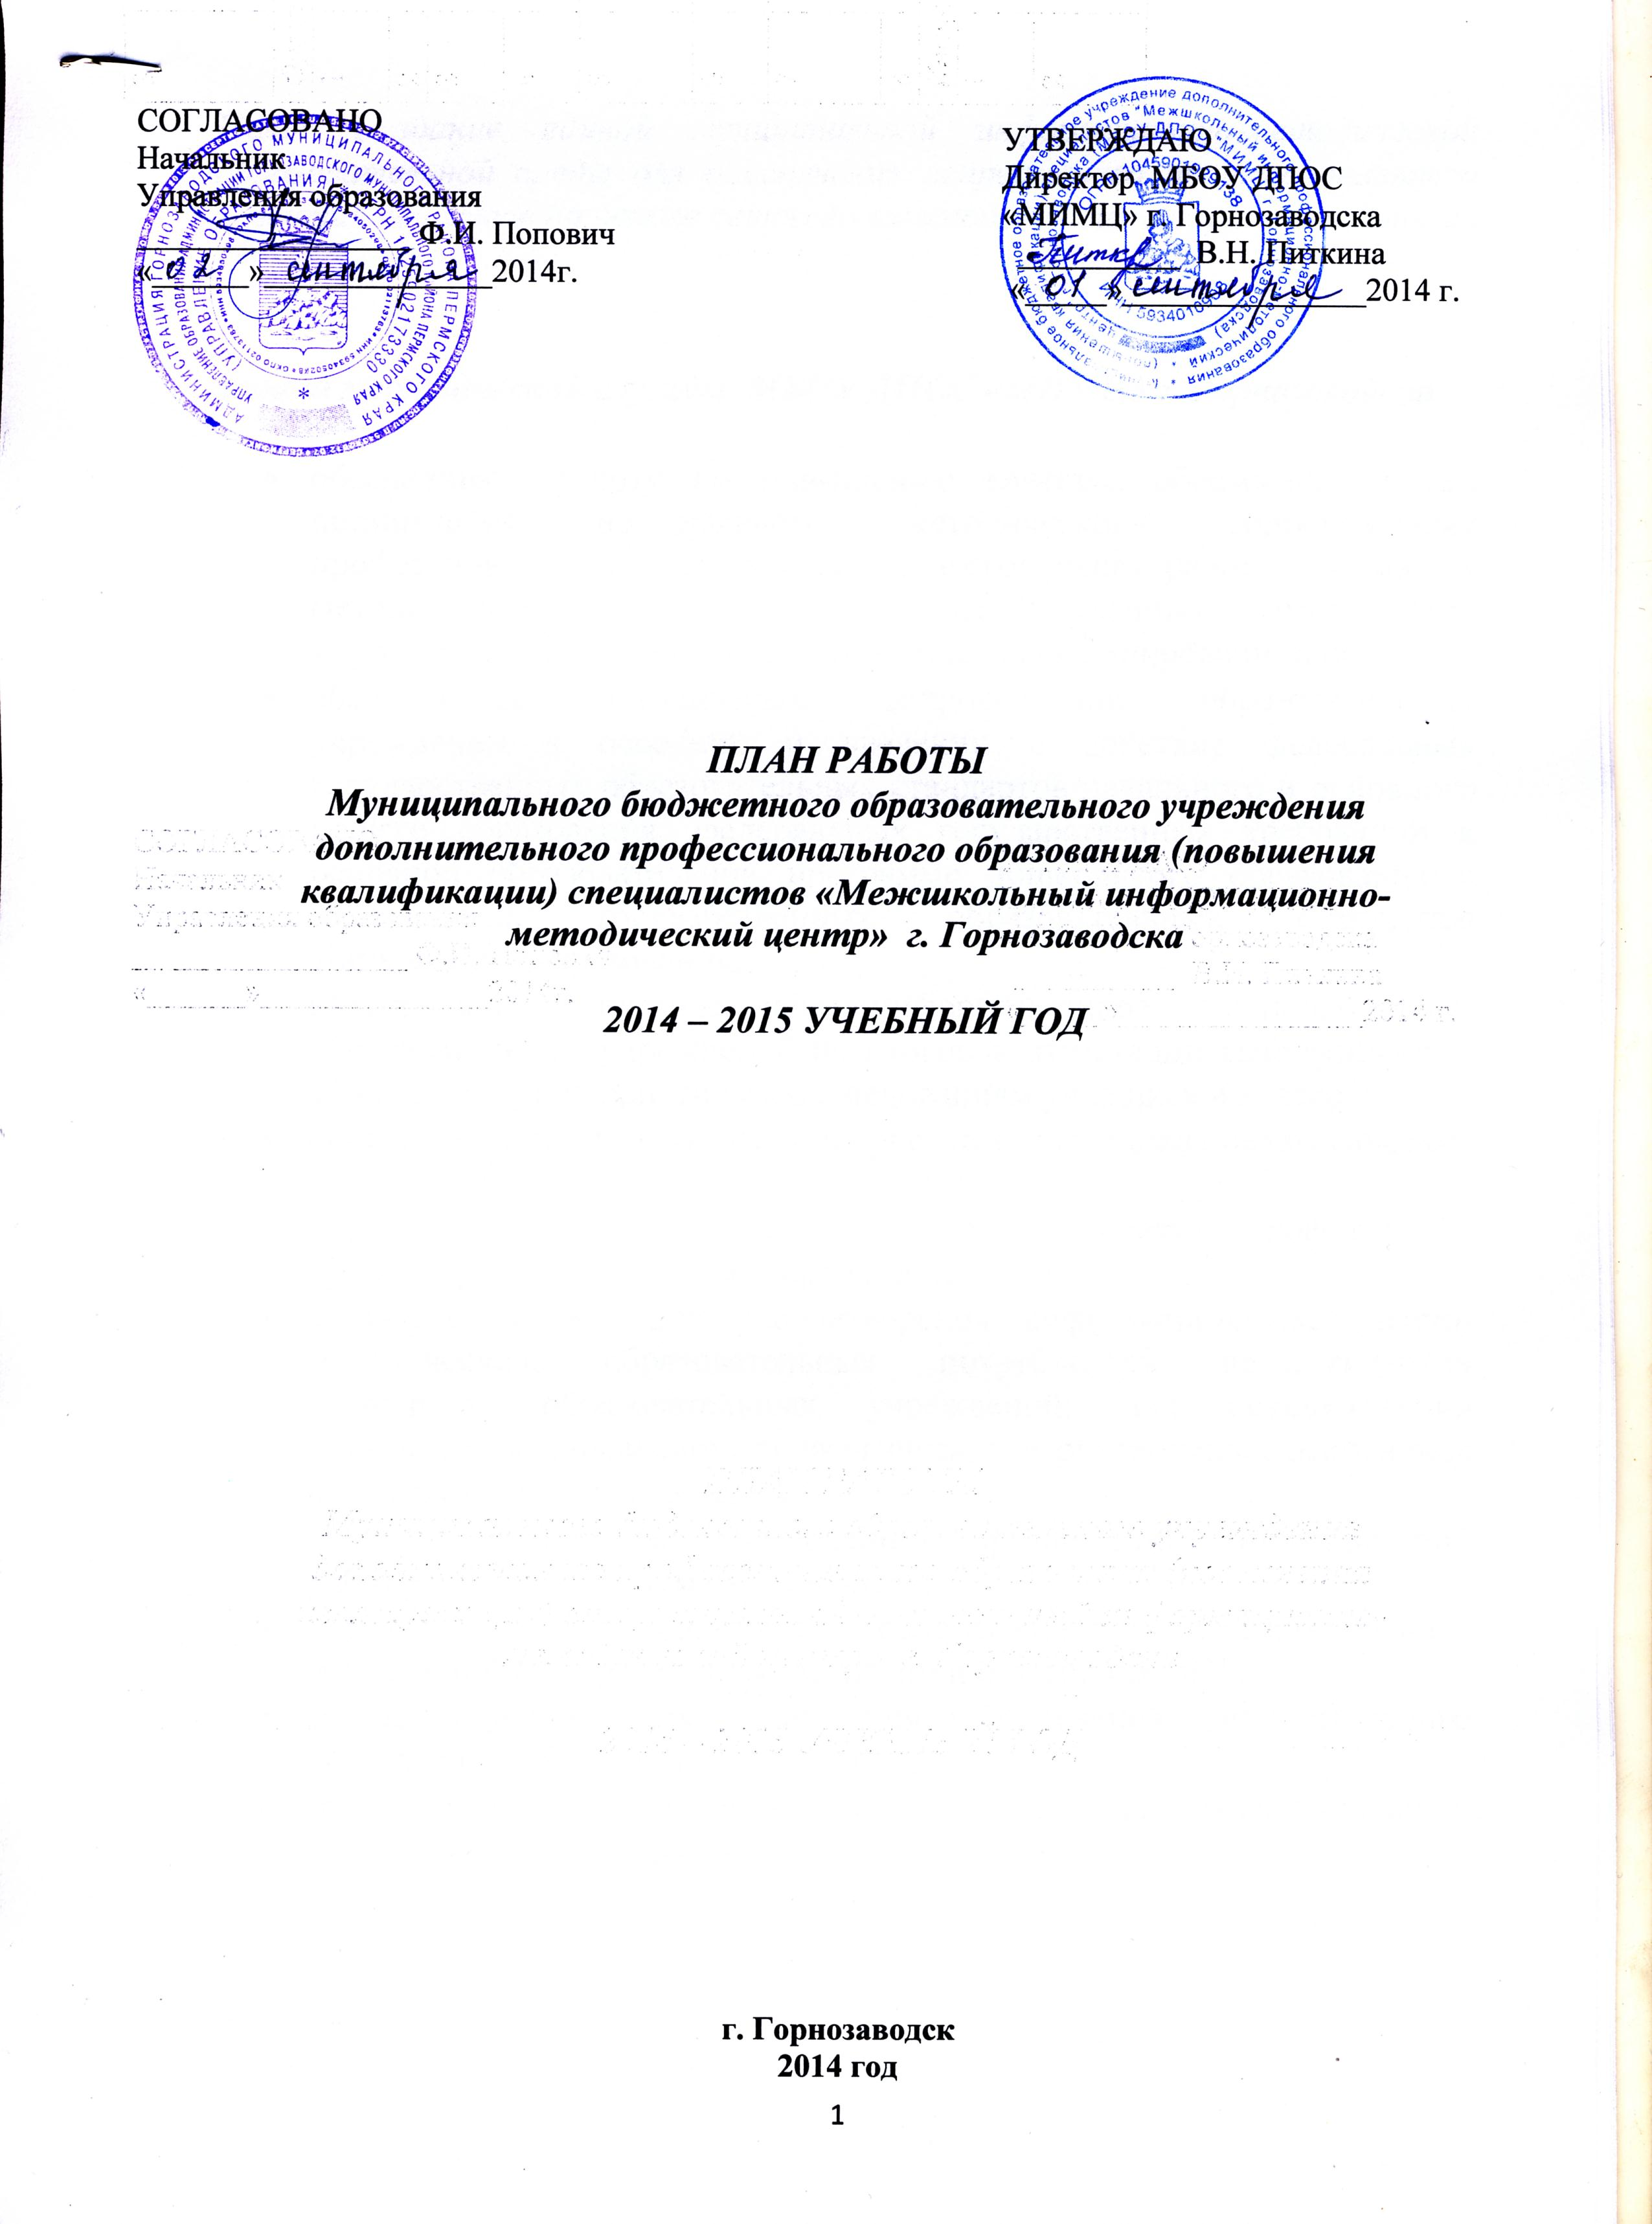 СОГЛАСОВАНО
Начальник
Управления образования
Ф.И. Попович
« 02 » сентября 2014г.
УТВЕРЖДАЮ
Директор МБОУ ДПОС
«МИМЦ» г. Горнозаводска
Питк В.Н. Питкина
« 01 » сентября 2014 г.
ПЛАН РАБОТЫ
Муниципального бюджетного образовательного учреждения
дополнительного профессионального образования (повышения
квалификации) специалистов «Межшкольный информационно-
методический центр» г. Горнозаводска
2014 – 2015 УЧЕБНЫЙ ГОД
г. Горнозаводск
2014 год
1